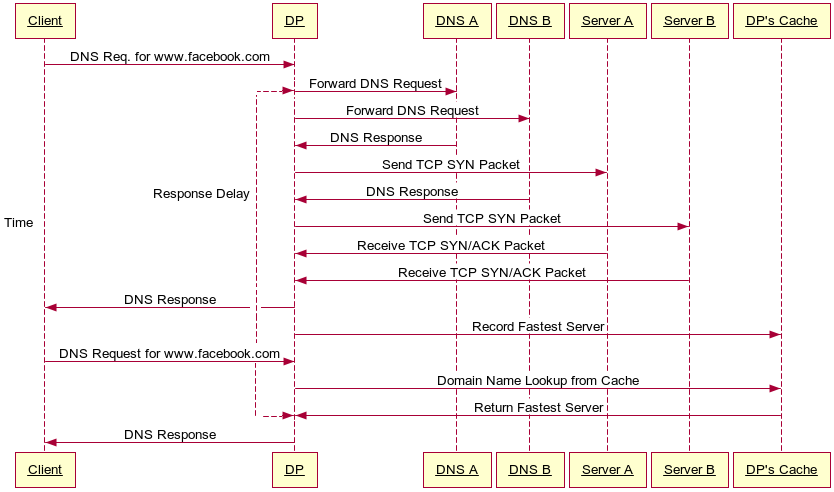 Client
DP
DNS A
DNS B
Server A
Server B
DP's Cache
DNS Req. for www.facebook.com
Forward DNS Request
Forward DNS Request
DNS Response
Send TCP SYN Packet
Response Delay
DNS Response
Time
Send TCP SYN Packet
Receive TCP SYN/ACK Packet
Receive TCP SYN/ACK Packet
DNS Response
Record Fastest Server
DNS Request for www.facebook.com
Domain Name Lookup from Cache
Return Fastest Server
DNS Response
Client
DP
DNS A
DNS B
Server A
Server B
DP's Cache